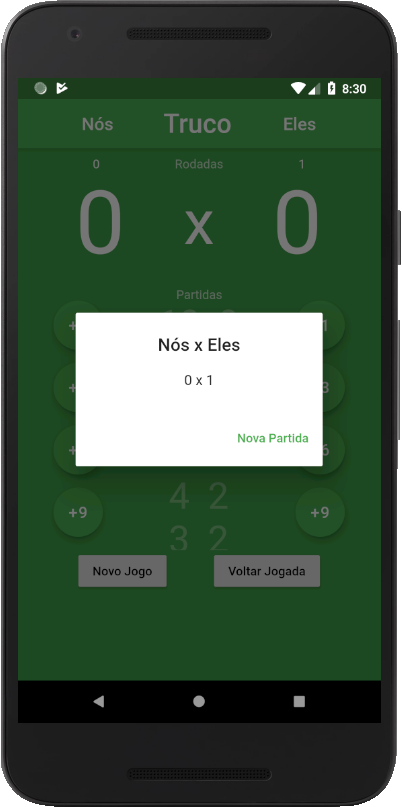 8:30
Nós Truco Eles
0 Rodadas 1
0 x 0
Partidas
Nós x Eles
0 x 1
Nova Partida
+9 4 2 +9
3 2
Novo Jogo Voltar Jogada